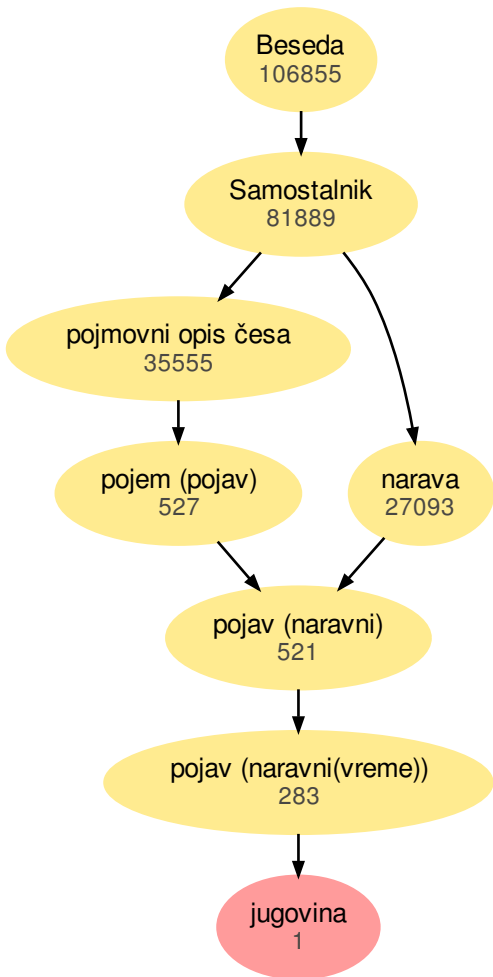 Beseda
106855
Samostalnik
81889
pojmovni opis česa
35555
pojem (pojav)
527
narava
27093
pojav (naravni)
521
pojav (naravni(vreme))
283
jugovina
1